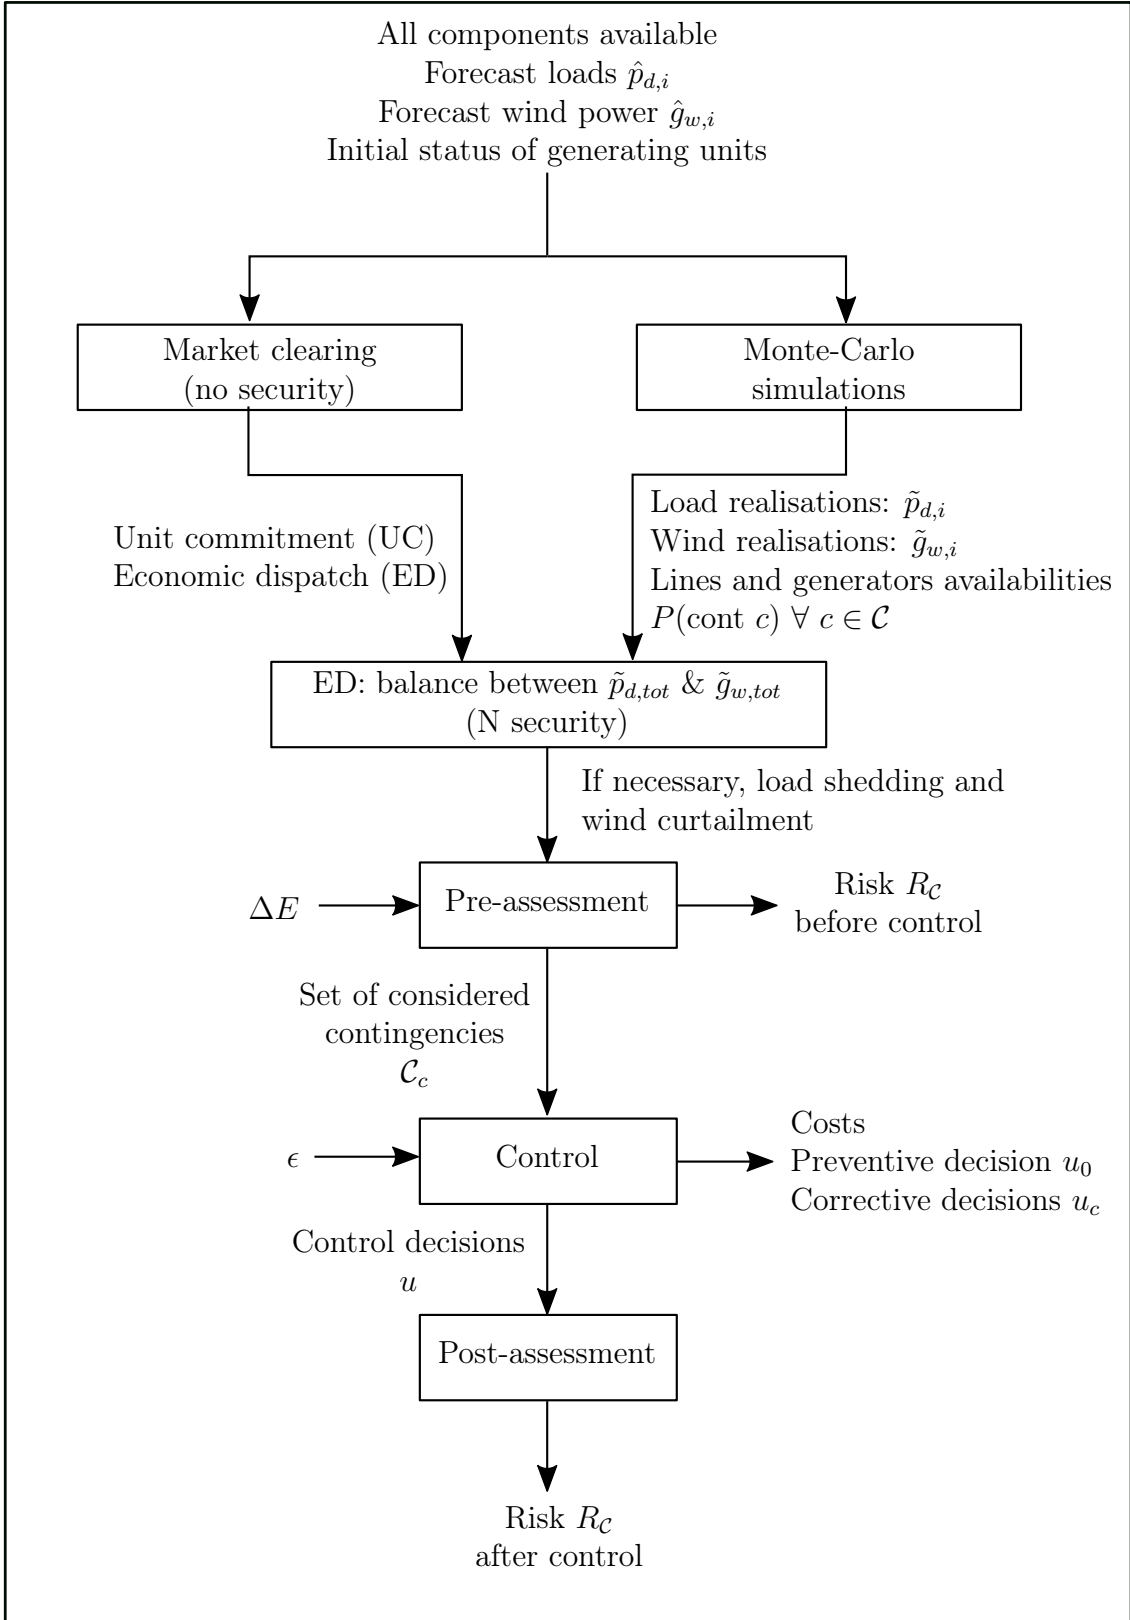 All components available
Forecast loads p̂_{d,i}
Forecast wind power ĝ_{w,i}
Initial status of generating units
Market clearing
(no security)
Monte-Carlo
simulations
Unit commitment (UC)
Economic dispatch (ED)
Load realisations: p̃_{d,i}
Wind realisations: g̃_{w,i}
Lines and generators availabilities
P(cont c) ∀ c ∈ 𝒞
ED: balance between p̃_{d,tot} & g̃_{w,tot}
(N security)
If necessary, load shedding and
wind curtailment
ΔE
Pre-assessment
Risk R_𝒞
before control
Set of considered
contingencies
𝒞_c
ϵ
Control
Costs
Preventive decision u_0
Corrective decisions u_c
Control decisions
u
Post-assessment
Risk R_𝒞
after control